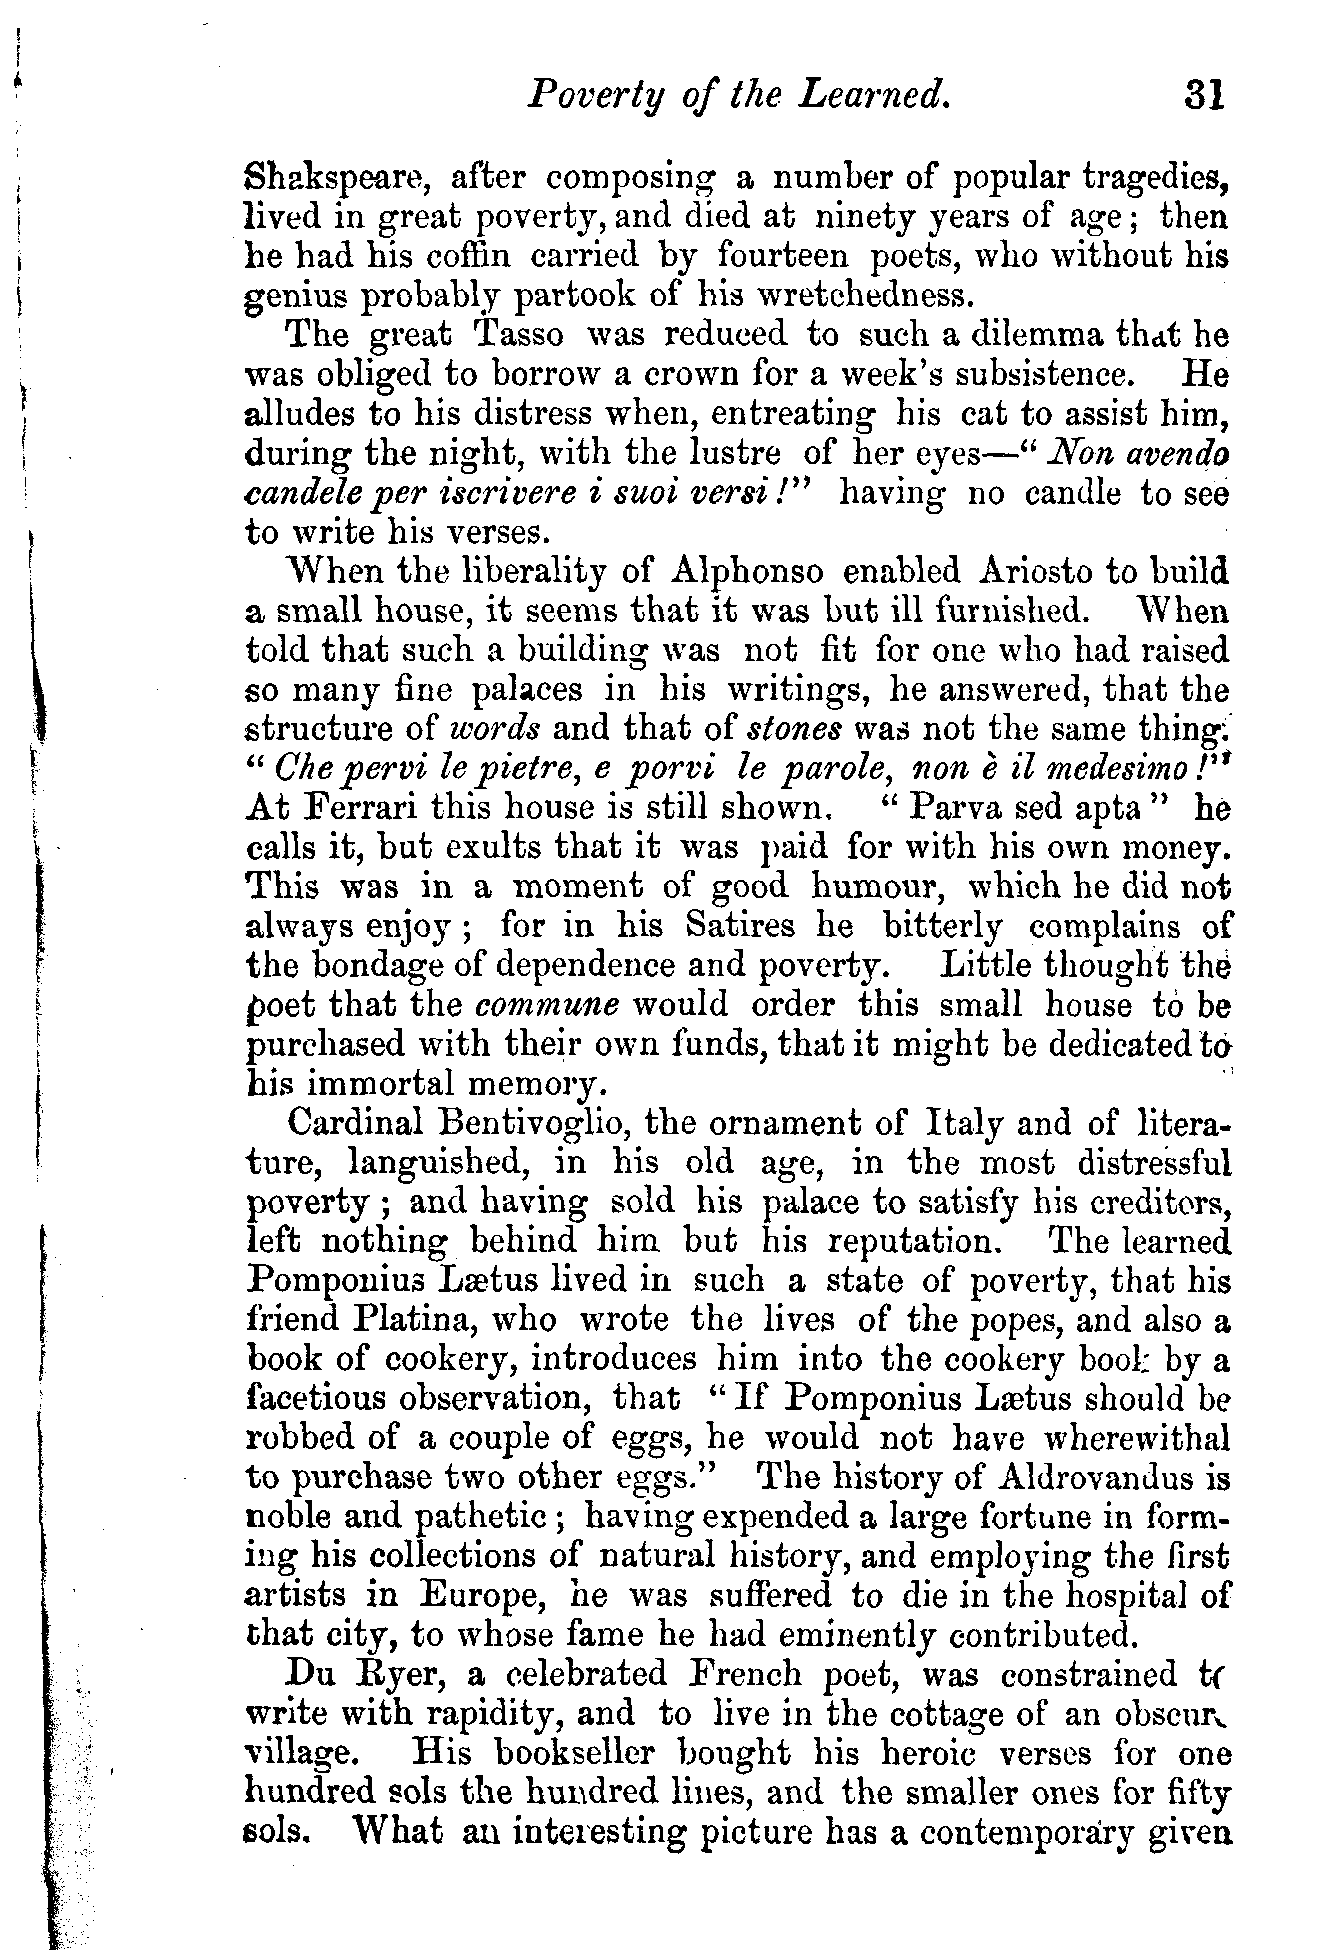 Poverty of the Learned. 31
Shakspeare, after composing a number of popular tragedies,
lived in great poverty, and died at ninety years of age; then
he had his coffin carried by fourteen poets, who without his
genius probably partook of his wretchedness.
The great Tasso was reduced to such a dilemma that he
was obliged to borrow a crown for a week's subsistence. He
alludes to his distress when, entreating his cat to assist him,
during the night, with the lustre of her eyes—“ Non avendo
candele per iscrivere i suoi versi !” having no candle to see
to write his verses.
When the liberality of Alphonso enabled Ariosto to build
a small house, it seems that it was but ill furnished. When
told that such a building was not fit for one who had raised
so many fine palaces in his writings, he answered, that the
structure of words and that of stones was not the same thing.
“ Che pervi le pietre, e porvi le parole, non è il medesimo !”
At Ferrari this house is still shown. “ Parva sed apta ” he
calls it, but exults that it was paid for with his own money.
This was in a moment of good humour, which he did not
always enjoy ; for in his Satires he bitterly complains of
the bondage of dependence and poverty. Little thought the
poet that the commune would order this small house to be
purchased with their own funds, that it might be dedicated to
his immortal memory.
Cardinal Bentivoglio, the ornament of Italy and of litera-
ture, languished, in his old age, in the most distressful
poverty ; and having sold his palace to satisfy his creditors,
left nothing behind him but his reputation. The learned
Pomponius Lætus lived in such a state of poverty, that his
friend Platina, who wrote the lives of the popes, and also a
book of cookery, introduces him into the cookery book by a
facetious observation, that “ If Pomponius Lætus should be
robbed of a couple of eggs, he would not have wherewithal
to purchase two other eggs.” The history of Aldrovandus is
noble and pathetic ; having expended a large fortune in form-
ing his collections of natural history, and employing the first
artists in Europe, he was suffered to die in the hospital of
that city, to whose fame he had eminently contributed.
Du Ryer, a celebrated French poet, was constrained to
write with rapidity, and to live in the cottage of an obscure
village. His bookseller bought his heroic verses for one
hundred sols the hundred lines, and the smaller ones for fifty
sols. What an interesting picture has a contemporary given